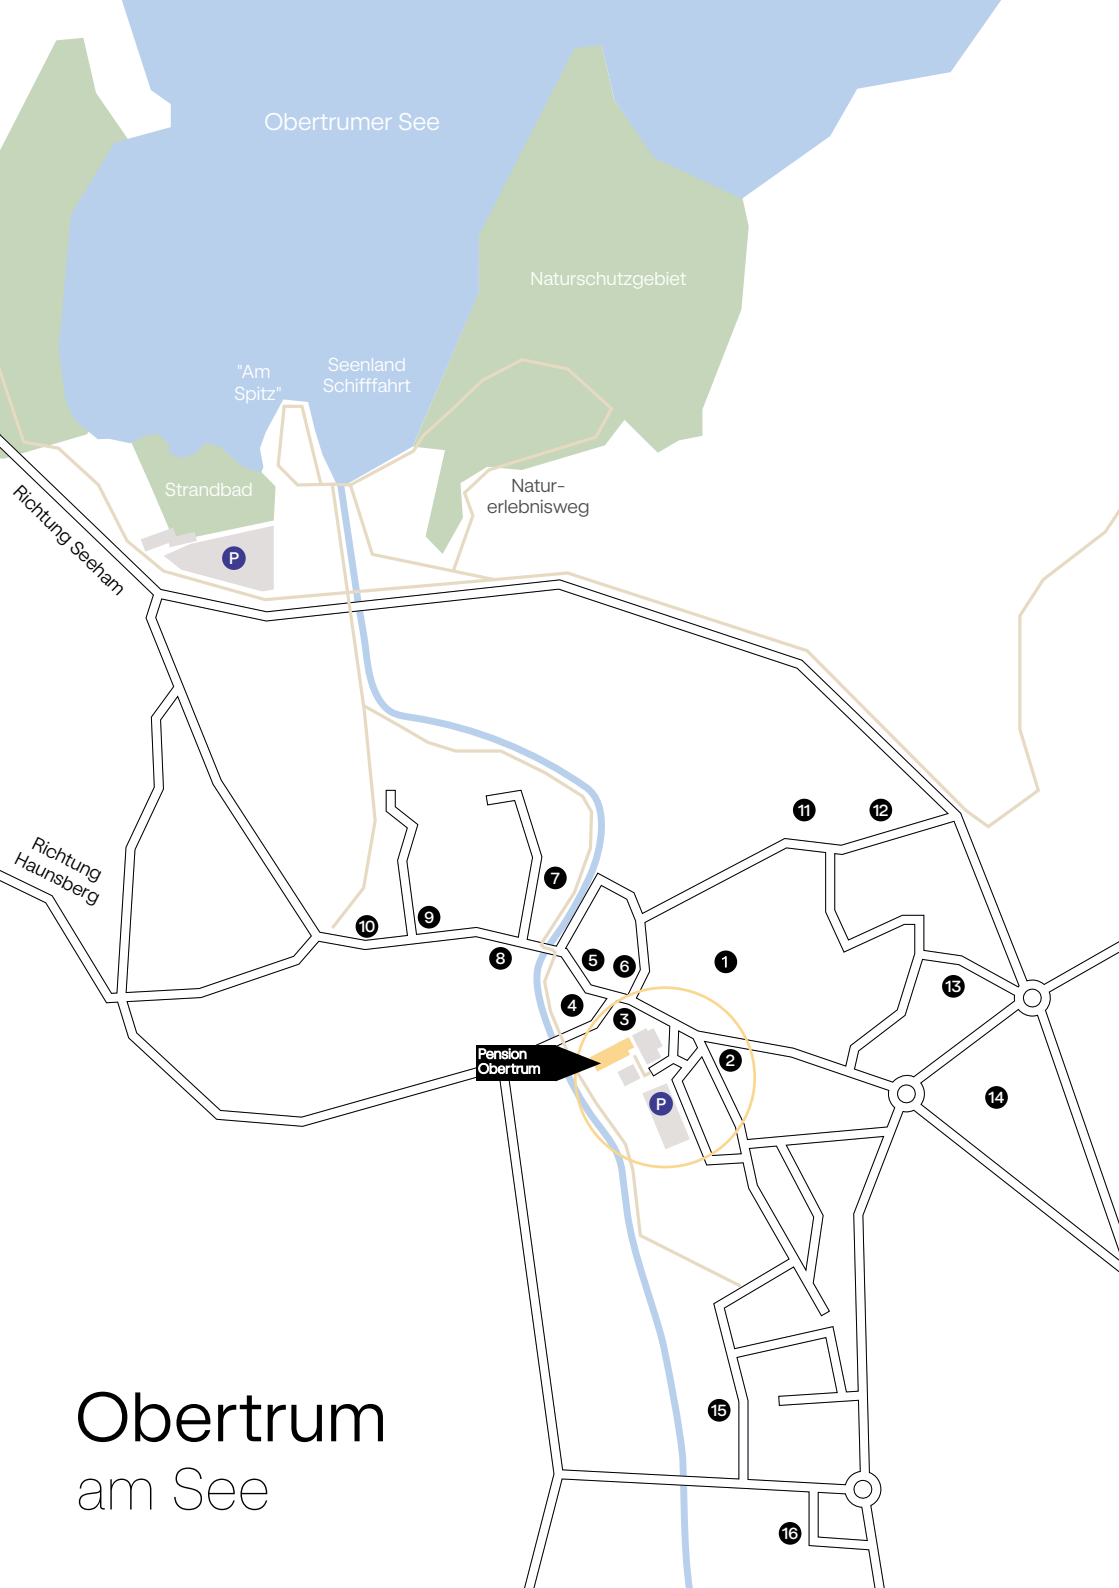 Obertrumer See
Naturschutzgebiet
"Am
Spitz"
Seenland
Schifffahrt
Strandbad
Natur-
erlebnisweg
P
Richtung Seeham
11
12
Richtung
Haunsberg
7
10
9
8
5
6
1
13
4
3
Pension
Obertrum
2
P
14
15
16
Obertrum
am See